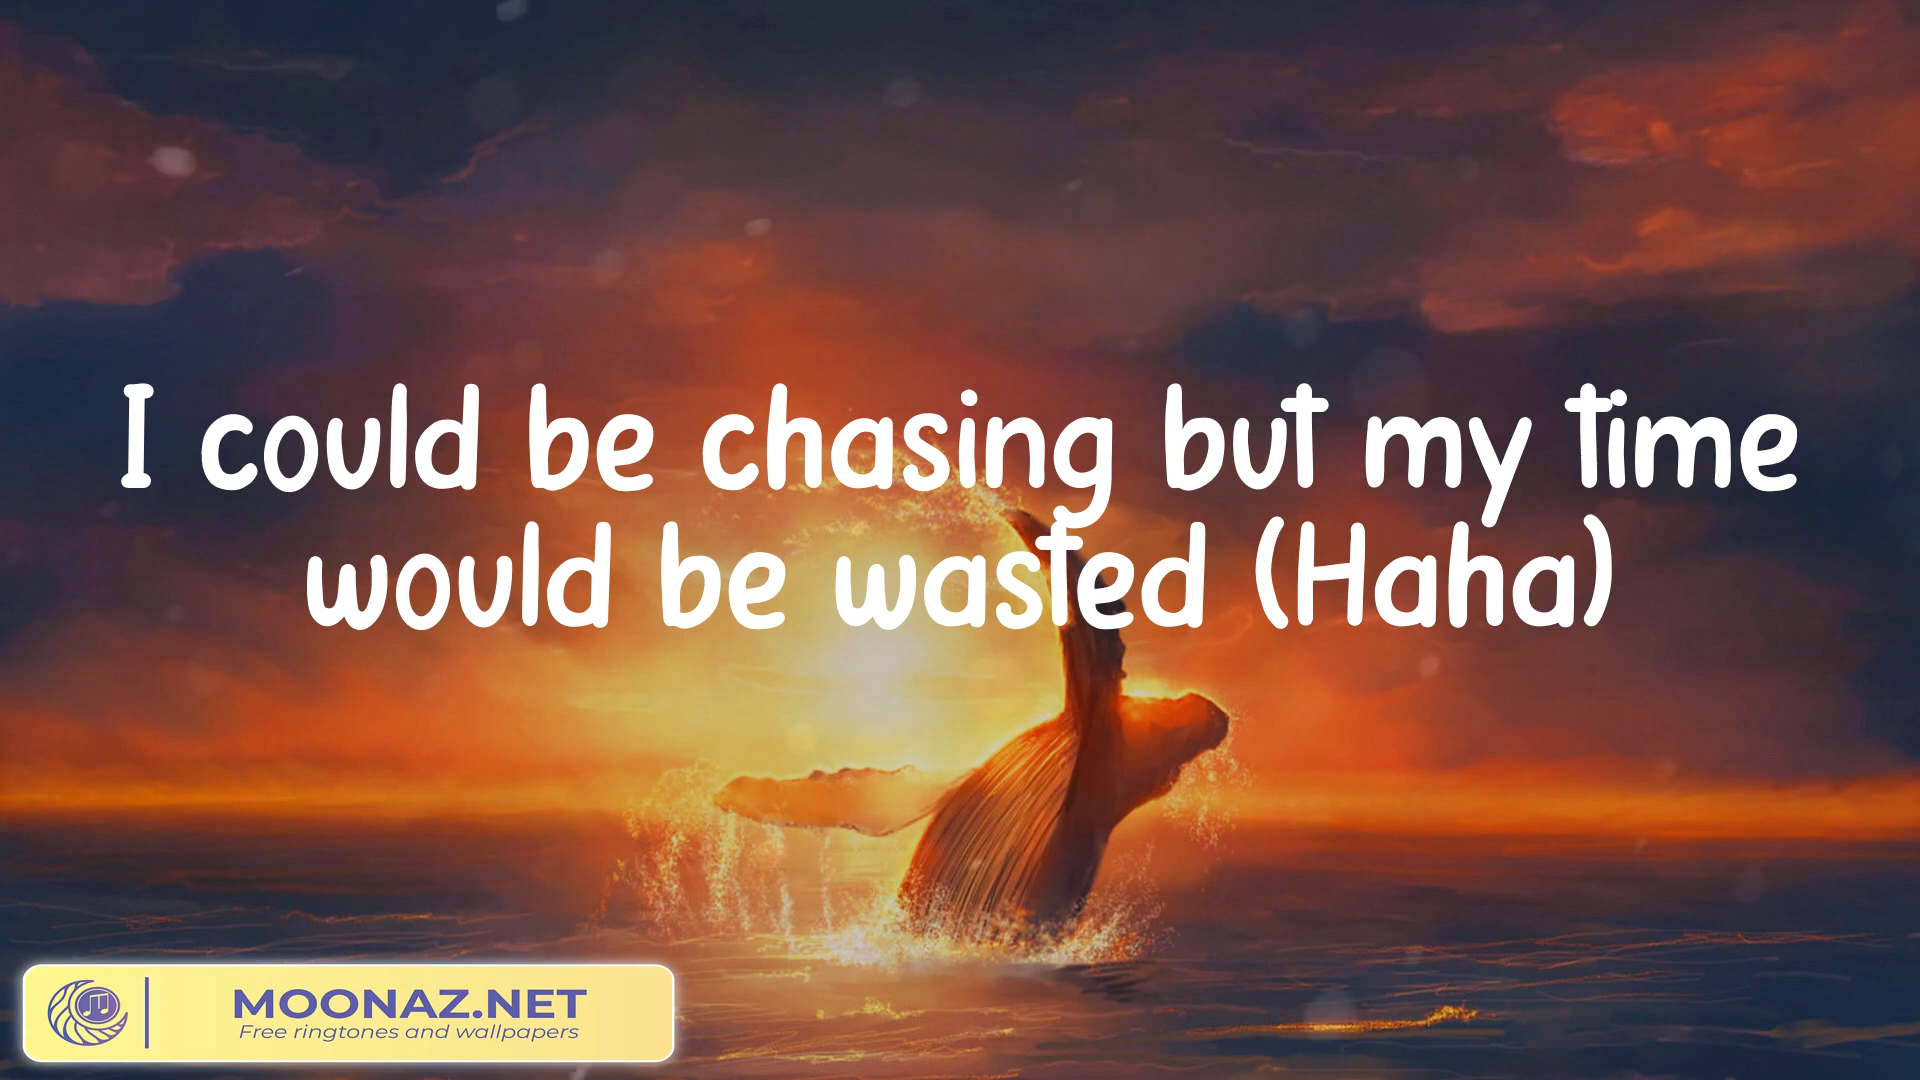 I could be chasing but my time
would be wasted (Haha)
MOONAZ.NET
Free ringtones and wallpapers